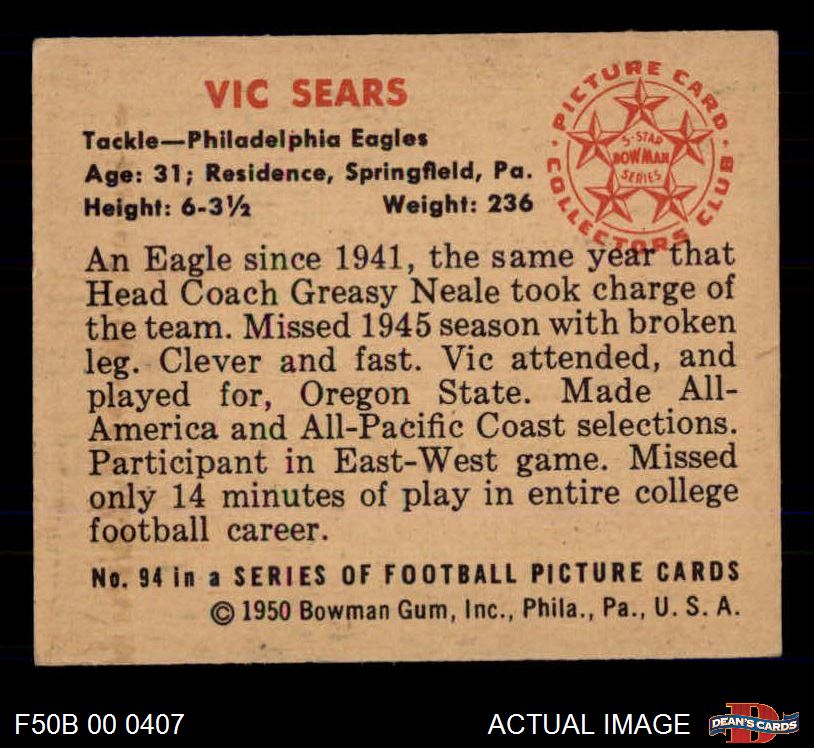 VIC SEARS
Tackle—Philadelphia Eagles
Age: 31; Residence, Springfield, Pa.
Height: 6-3½ Weight: 236
PICTURE CARD COLLECTORS CLUB
5-STAR
BOWMAN
SERIES
An Eagle since 1941, the same year that
Head Coach Greasy Neale took charge of
the team. Missed 1945 season with broken
leg. Clever and fast. Vic attended, and
played for, Oregon State. Made All-
America and All-Pacific Coast selections.
Participant in East-West game. Missed
only 14 minutes of play in entire college
football career.
No. 94 in a SERIES OF FOOTBALL PICTURE CARDS
© 1950 Bowman Gum, Inc., Phila., Pa., U. S. A.
F50B 00 0407 ACTUAL IMAGE D DEAN'S CARDS